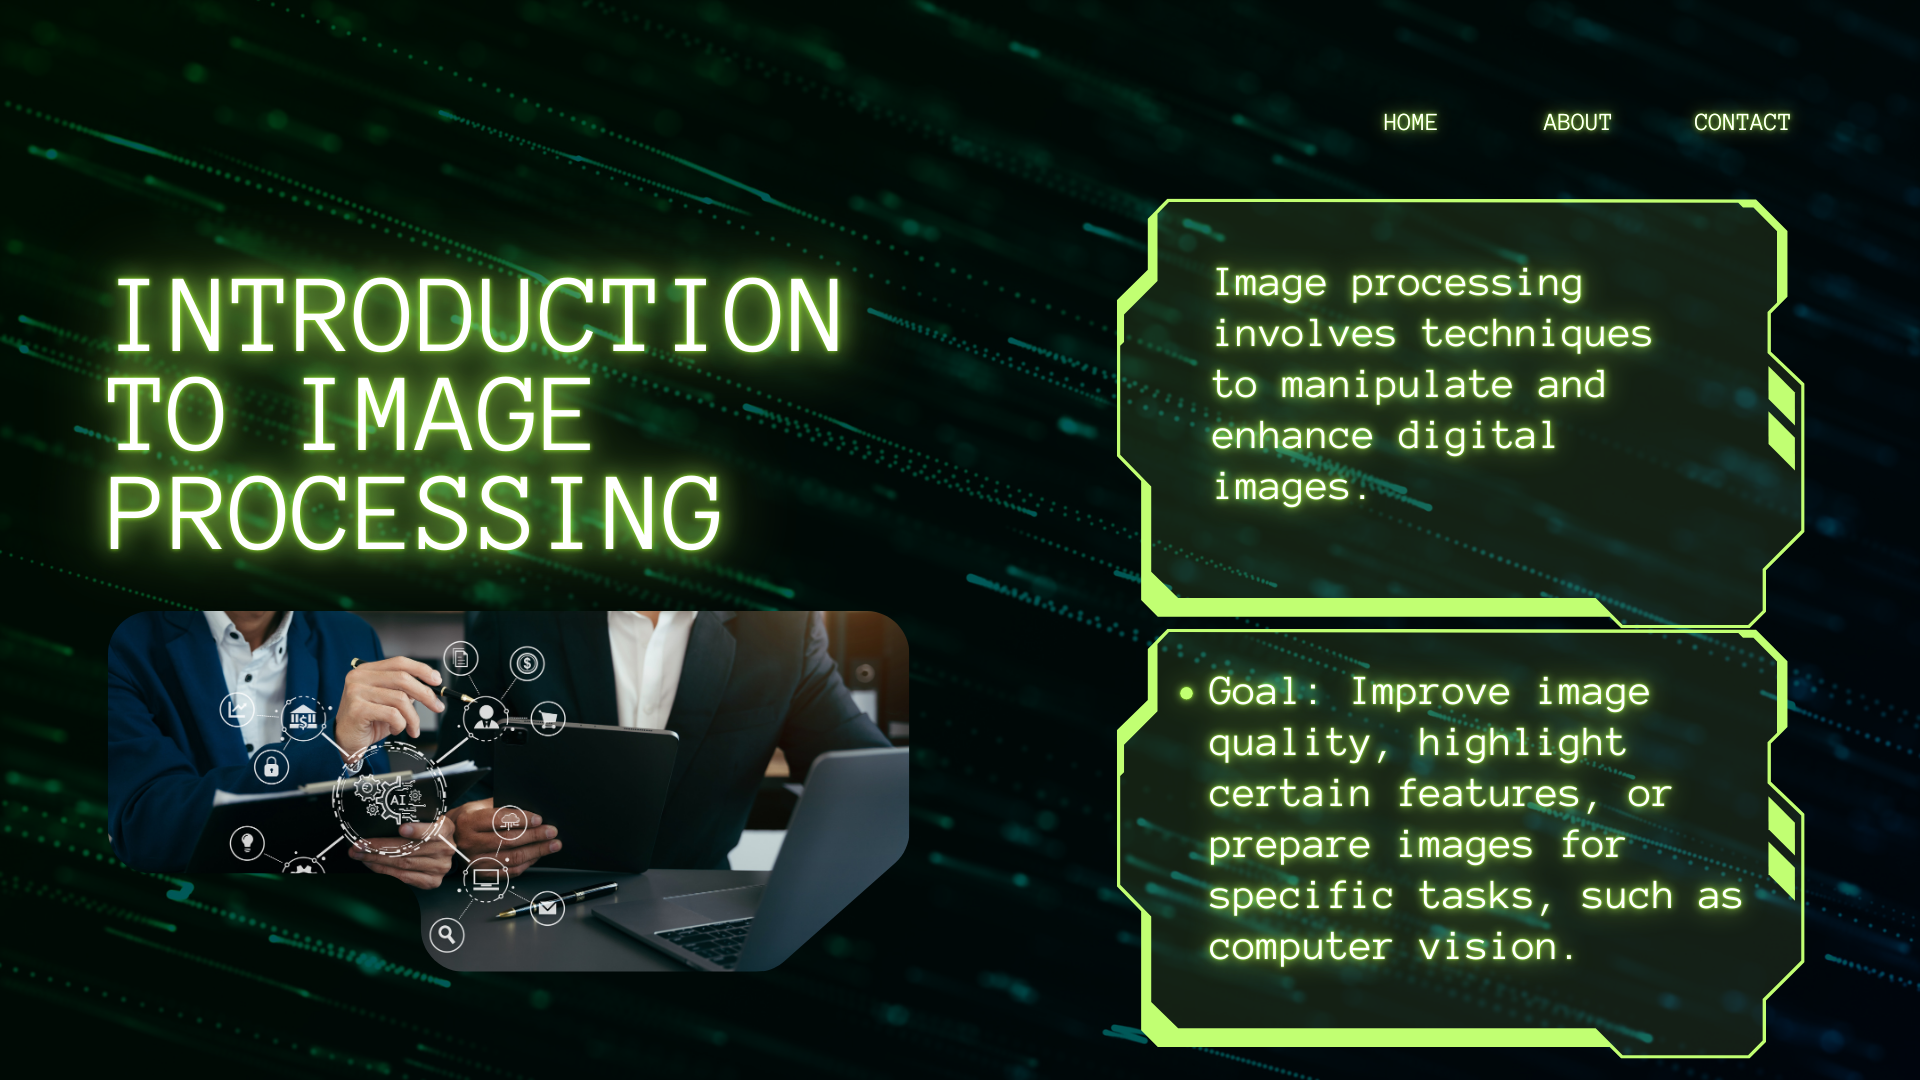 HOME ABOUT CONTACT
INTRODUCTION
TO IMAGE
PROCESSING
Image processing
involves techniques
to manipulate and
enhance digital
images.
• Goal: Improve image
quality, highlight
certain features, or
prepare images for
specific tasks, such as
computer vision.
$
$
AI